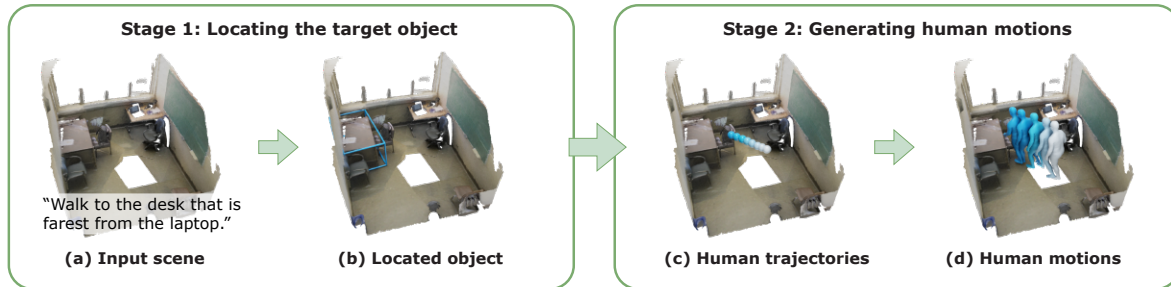 Stage 1: Locating the target object
“Walk to the desk that is
farest from the laptop.”
(a) Input scene
(b) Located object
Stage 2: Generating human motions
(c) Human trajectories
(d) Human motions